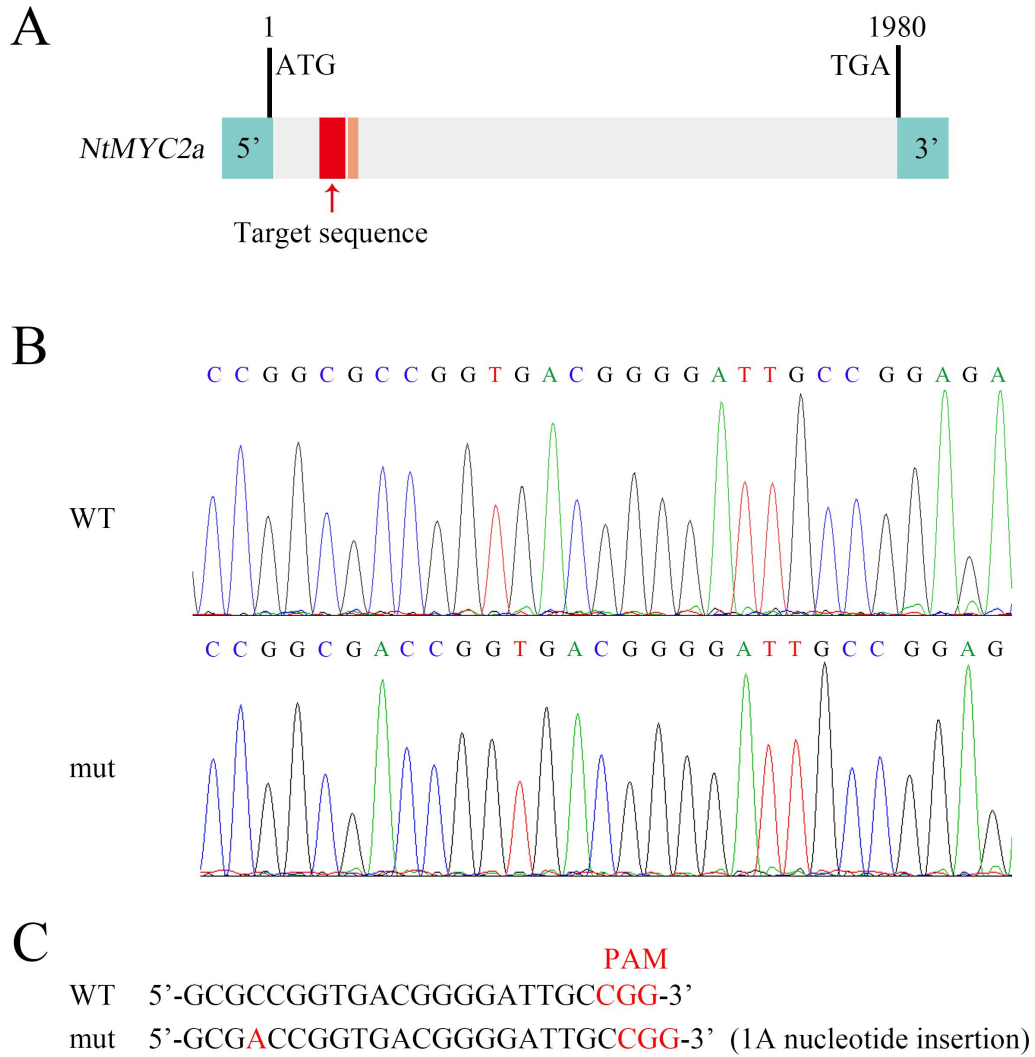 A
1
1980
ATG
TGA
NtMYC2a
5’
3’
Target sequence
B
C C G G C G C C G G T G A C G G G G A T T G C C G G A G A
WT
C C G G C G A C C G G T G A C G G G G A T T G C C G G A G
mut
C
PAM
WT 5’-GCGCCGGTGACGGGGATTGCCGG-3’
mut 5’-GCGACCGGTGACGGGGATTGCCGG-3’ (1A nucleotide insertion)